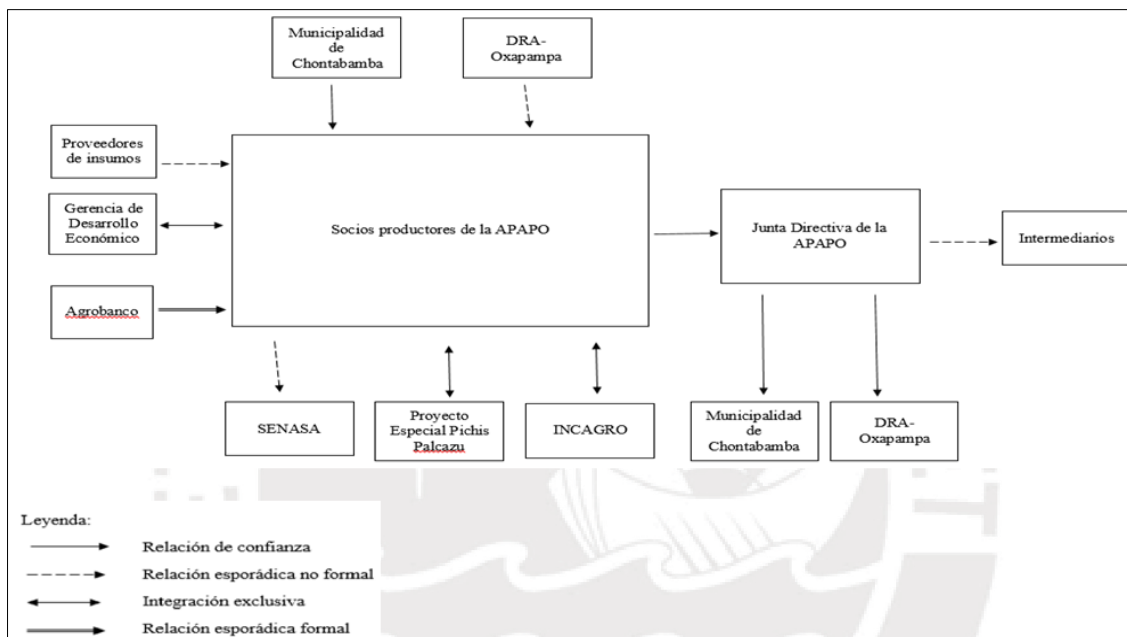 Municipalidad
de
Chontabamba
DRA-
Oxapampa
Proveedores
de insumos
Gerencia de
Desarrollo
Económico
Agrobanco
Socios productores de la APAPO
Junta Directiva de la
APAPO
Intermediarios
SENASA
Proyecto
Especial Pichis
Palcazu
INCAGRO
Municipalidad
de
Chontabamba
DRA-
Oxapampa
Leyenda:
Relación de confianza
Relación esporádica no formal
Integración exclusiva
Relación esporádica formal